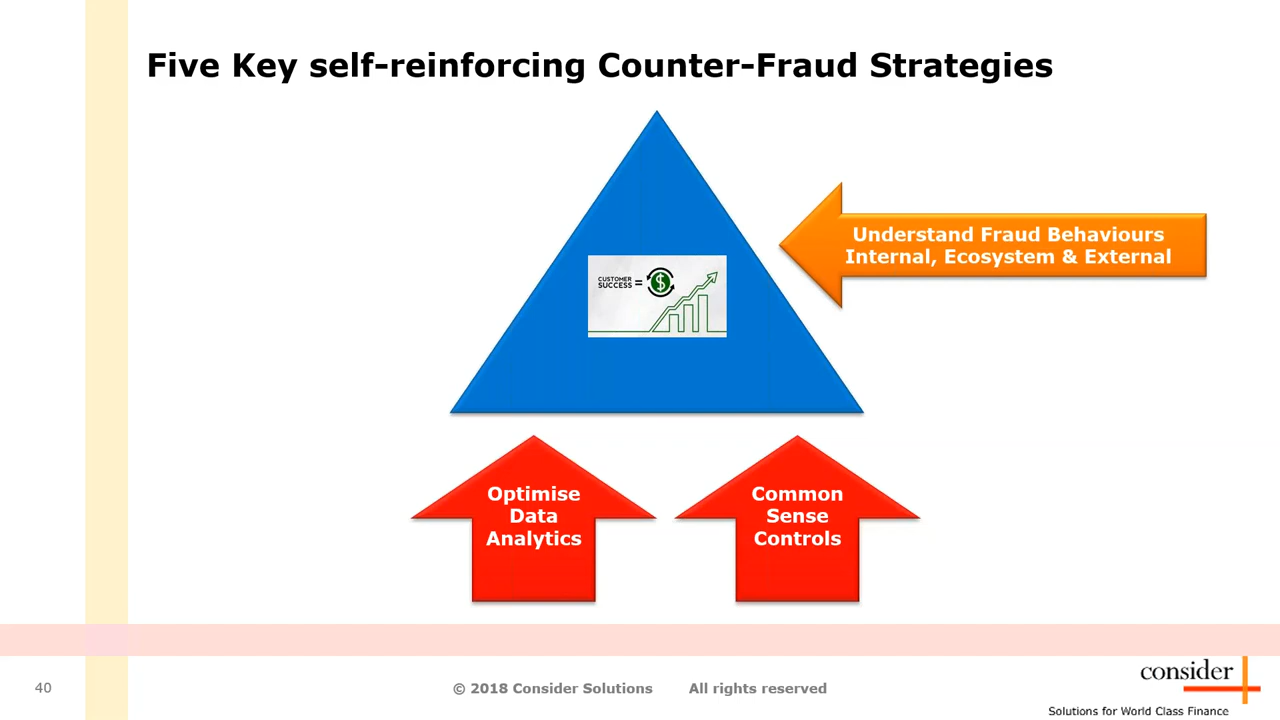 Five Key self-reinforcing Counter-Fraud Strategies
Understand Fraud Behaviours
Internal, Ecosystem & External
CUSTOMER
SUCCESS = $
Optimise
Data
Analytics
Common
Sense
Controls
40
© 2018 Consider Solutions All rights reserved
consider
Solutions for World Class Finance